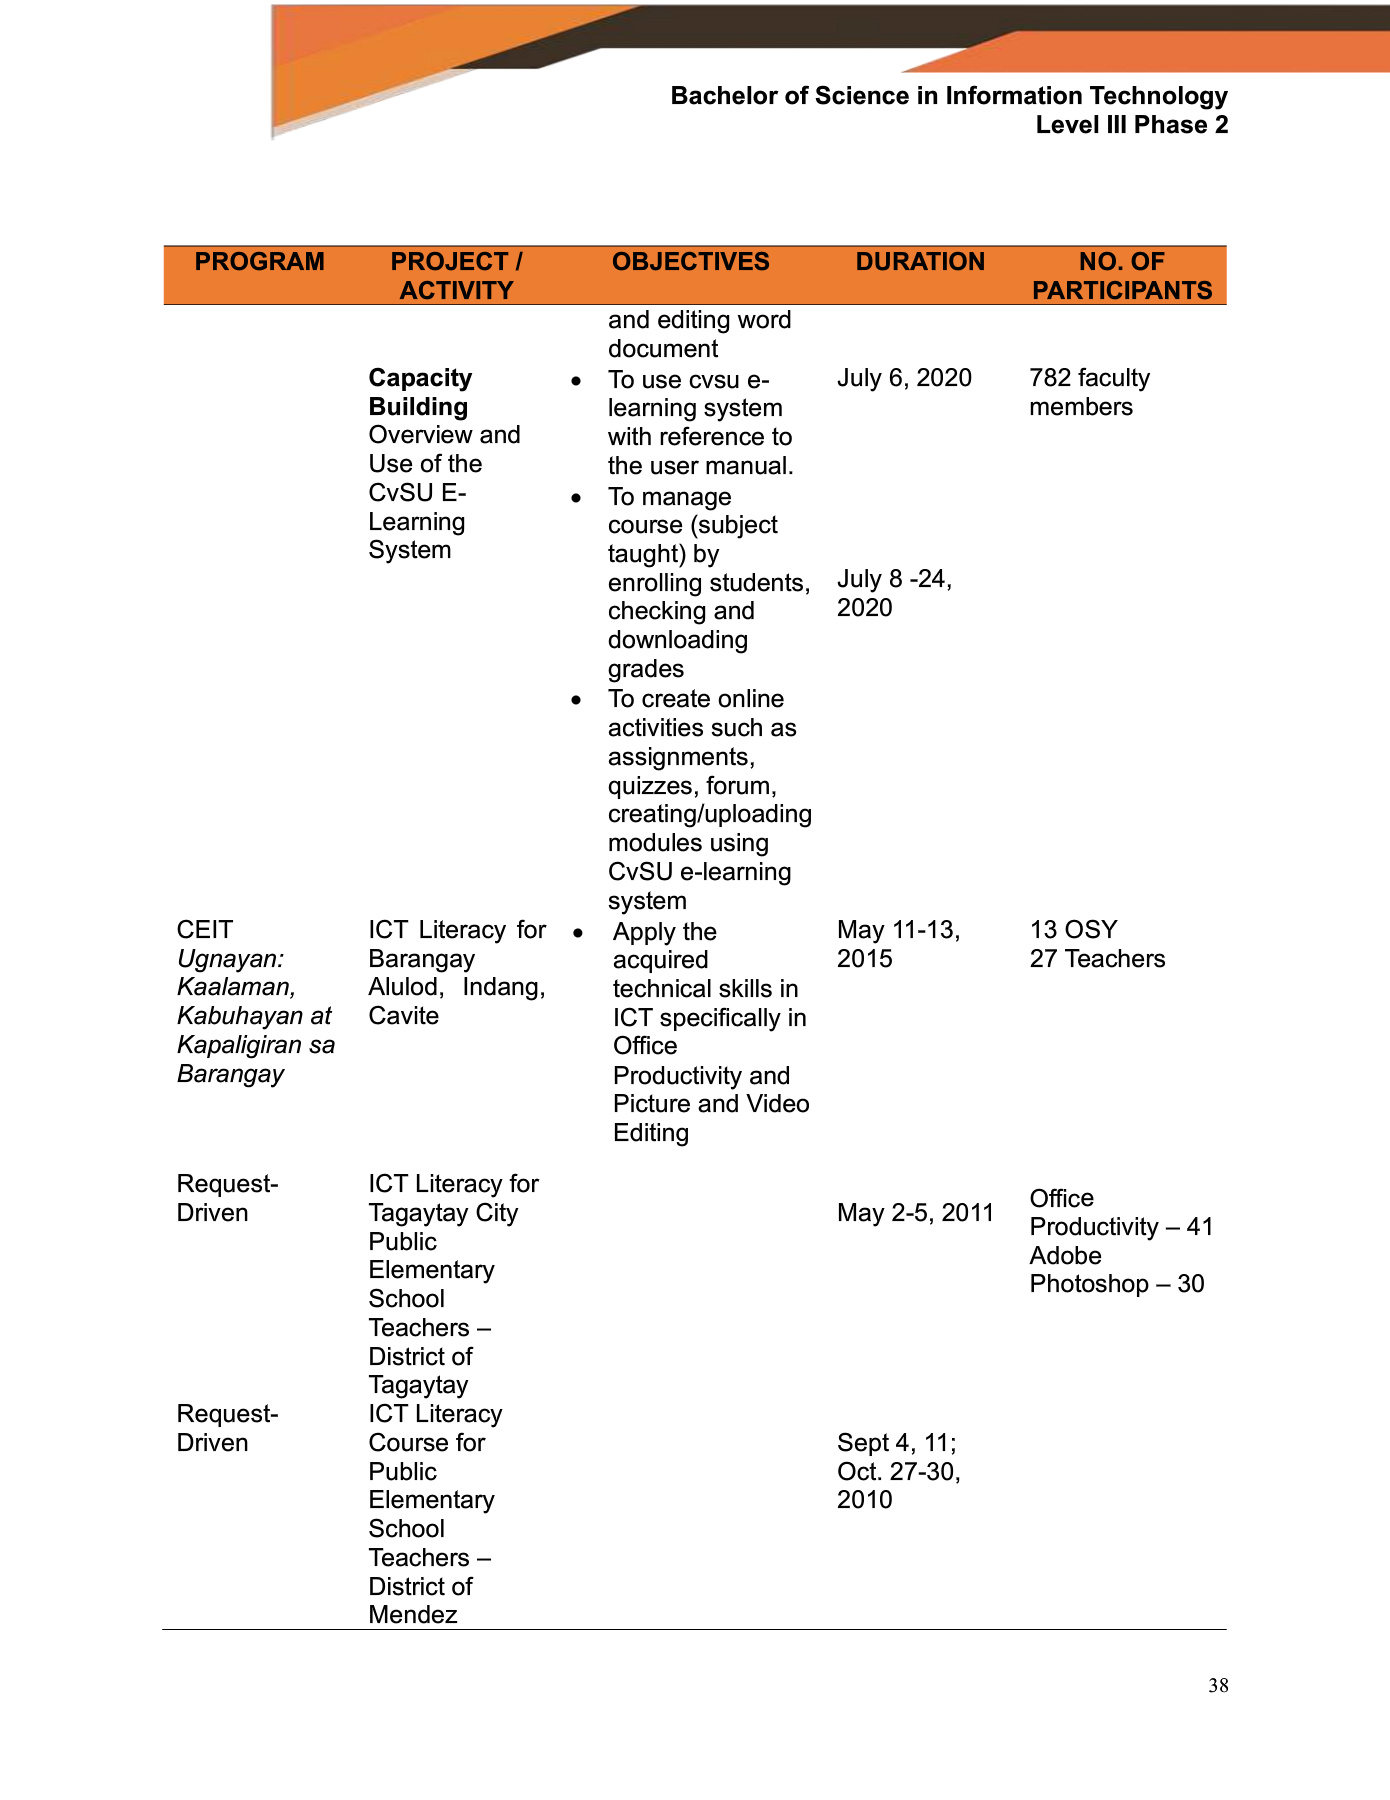 Bachelor of Science in Information Technology
Level III Phase 2
PROGRAM
PROJECT /
ACTIVITY
OBJECTIVES
DURATION
NO. OF
PARTICIPANTS
and editing word
document
Capacity
Building
Overview and
Use of the
CvSU E-
Learning
System
• To use cvsu e-
learning system
with reference to
the user manual.
• To manage
course (subject
taught) by
enrolling students,
checking and
downloading
grades
• To create online
activities such as
assignments,
quizzes, forum,
creating/uploading
modules using
CvSU e-learning
system
July 6, 2020
July 8 -24,
2020
782 faculty
members
CEIT
Ugnayan:
Kaalaman,
Kabuhayan at
Kapaligiran sa
Barangay
ICT Literacy for
Barangay
Alulod, Indang,
Cavite
• Apply the
acquired
technical skills in
ICT specifically in
Office
Productivity and
Picture and Video
Editing
May 11-13,
2015
13 OSY
27 Teachers
Request-
Driven
ICT Literacy for
Tagaytay City
Public
Elementary
School
Teachers –
District of
Tagaytay
May 2-5, 2011
Office
Productivity – 41
Adobe
Photoshop – 30
Request-
Driven
ICT Literacy
Course for
Public
Elementary
School
Teachers –
District of
Mendez
Sept 4, 11;
Oct. 27-30,
2010
38